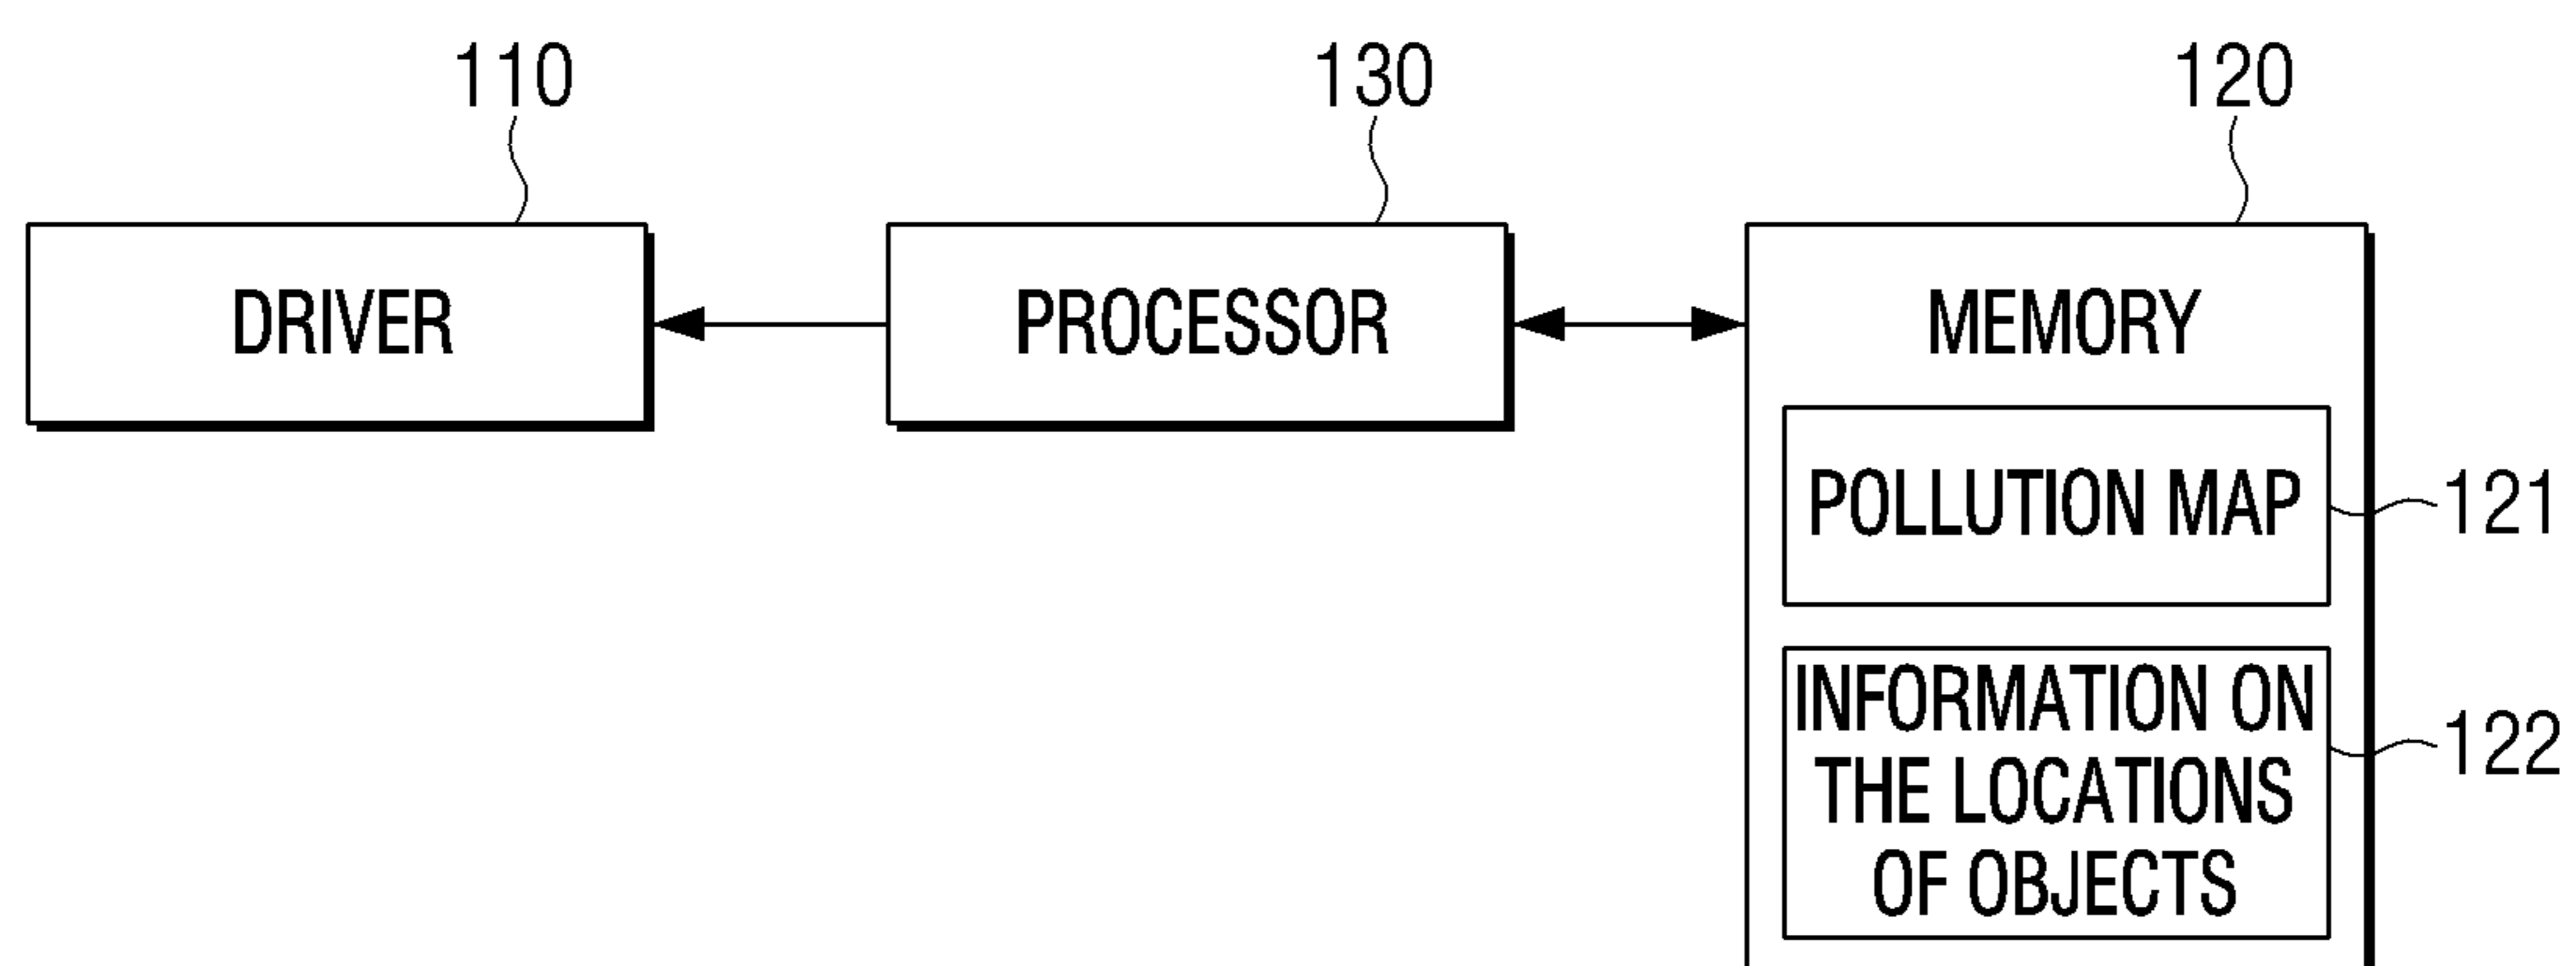 110
130
120
DRIVER
PROCESSOR
MEMORY
POLLUTION MAP
121
INFORMATION ON
THE LOCATIONS
OF OBJECTS
122